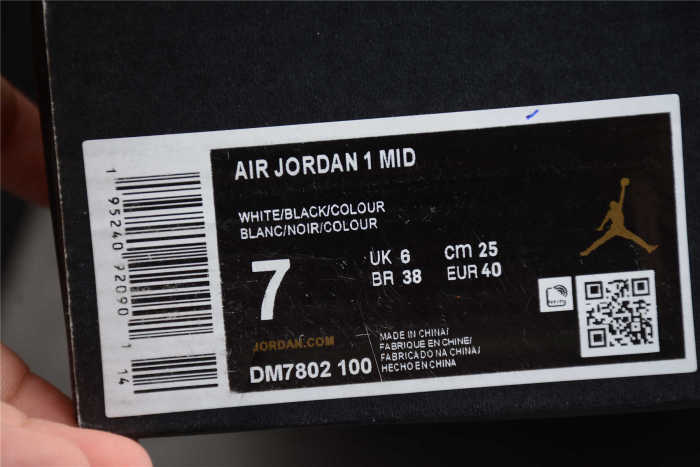 AIR JORDAN 1 MID
WHITE/BLACK/COLOUR
BLANC/NOIR/COLOUR
7
UK 6
CM 25
BR 38
EUR 40
JORDAN.COM
MADE IN CHINA/
FABRIQUE EN CHINE/
FABRICADO NA CHINA/
HECHO EN CHINA
DM7802 100
1 95240 92090 1 14